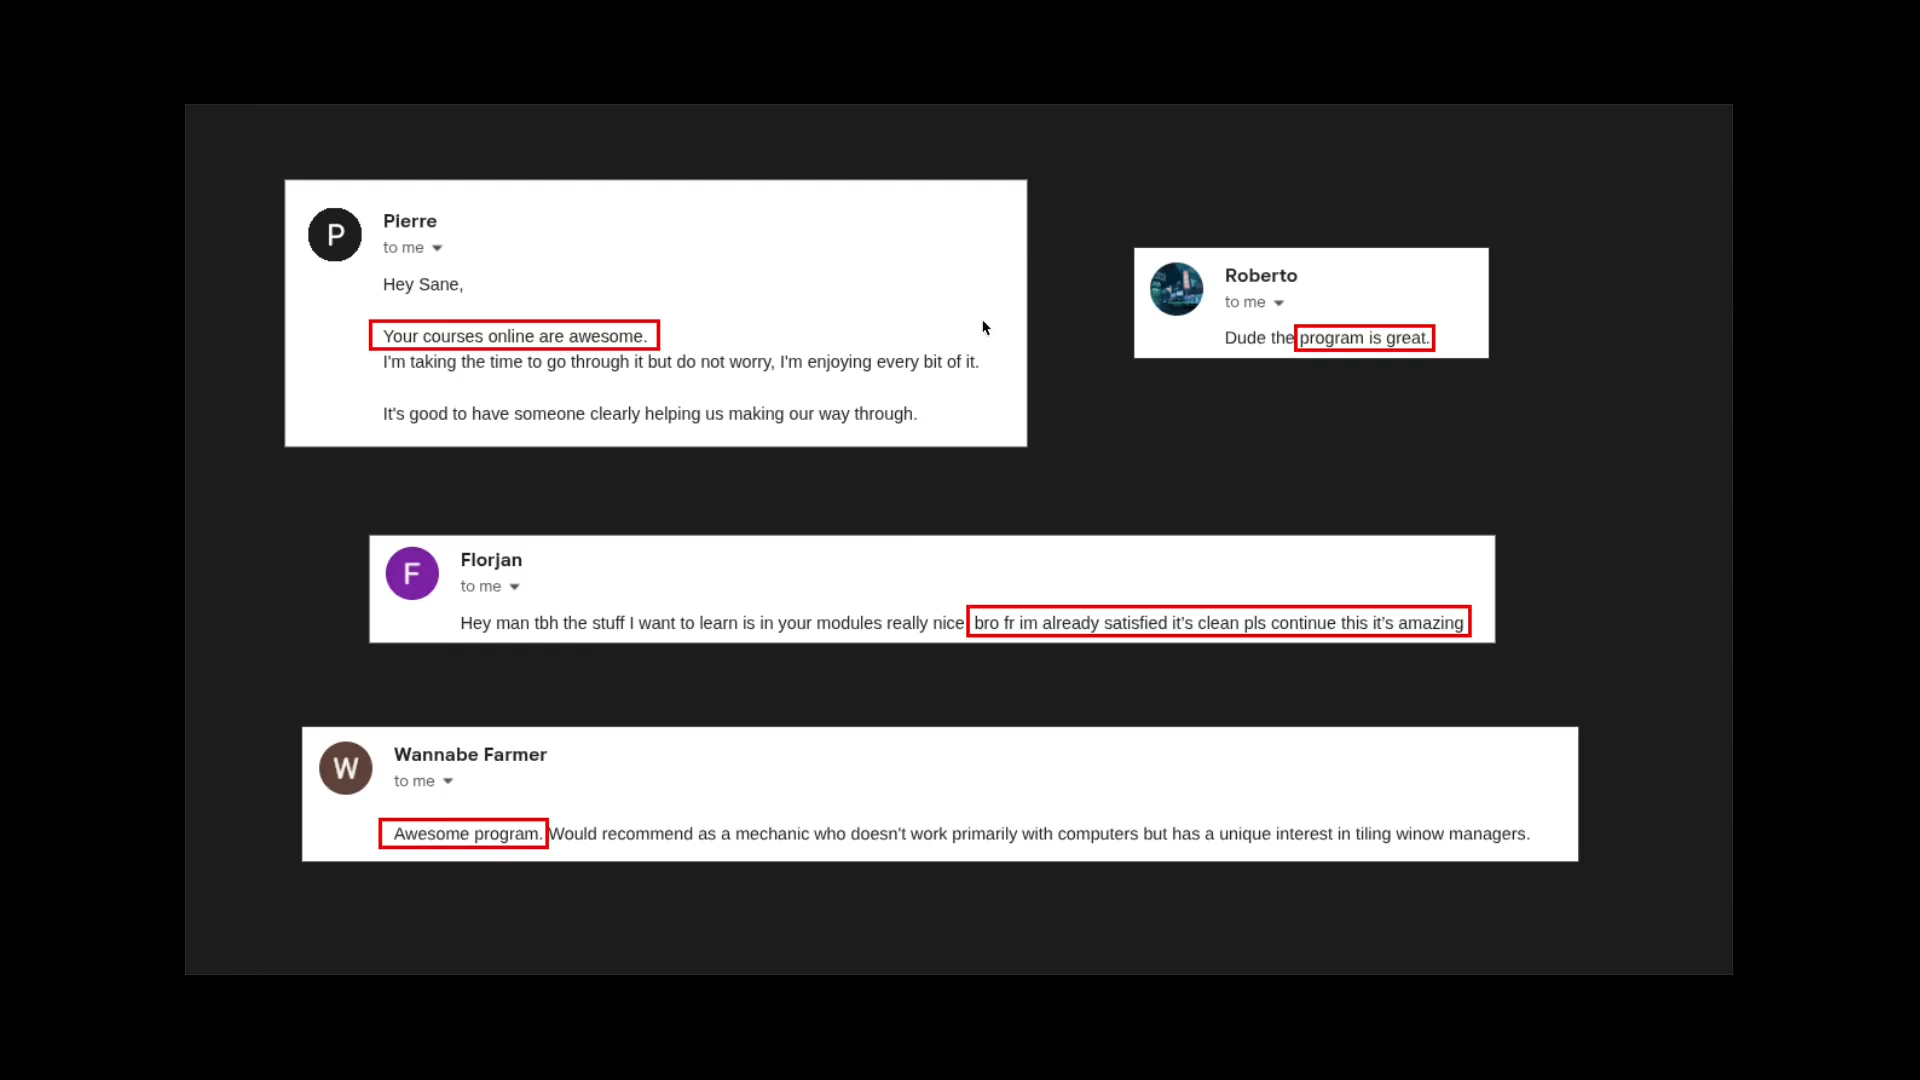 P
Pierre
to me
Hey Sane,
Your courses online are awesome.
I'm taking the time to go through it but do not worry, I'm enjoying every bit of it.
It's good to have someone clearly helping us making our way through.
Roberto
to me
Dude the program is great.
F
Florjan
to me
Hey man tbh the stuff I want to learn is in your modules really nice bro fr im already satisfied it's clean pls continue this it's amazing
W
Wannabe Farmer
to me
Awesome program. Would recommend as a mechanic who doesn't work primarily with computers but has a unique interest in tiling winow managers.